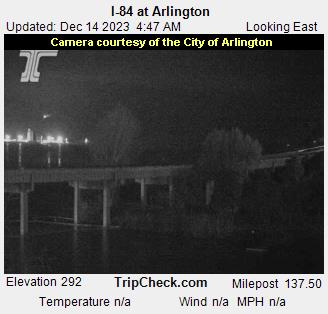 I-84 at Arlington
Updated: Dec 14 2023 4:47 AM Looking East
Camera courtesy of the City of Arlington
Elevation 292 TripCheck.com Milepost 137.50
Temperature n/a Wind n/a MPH n/a